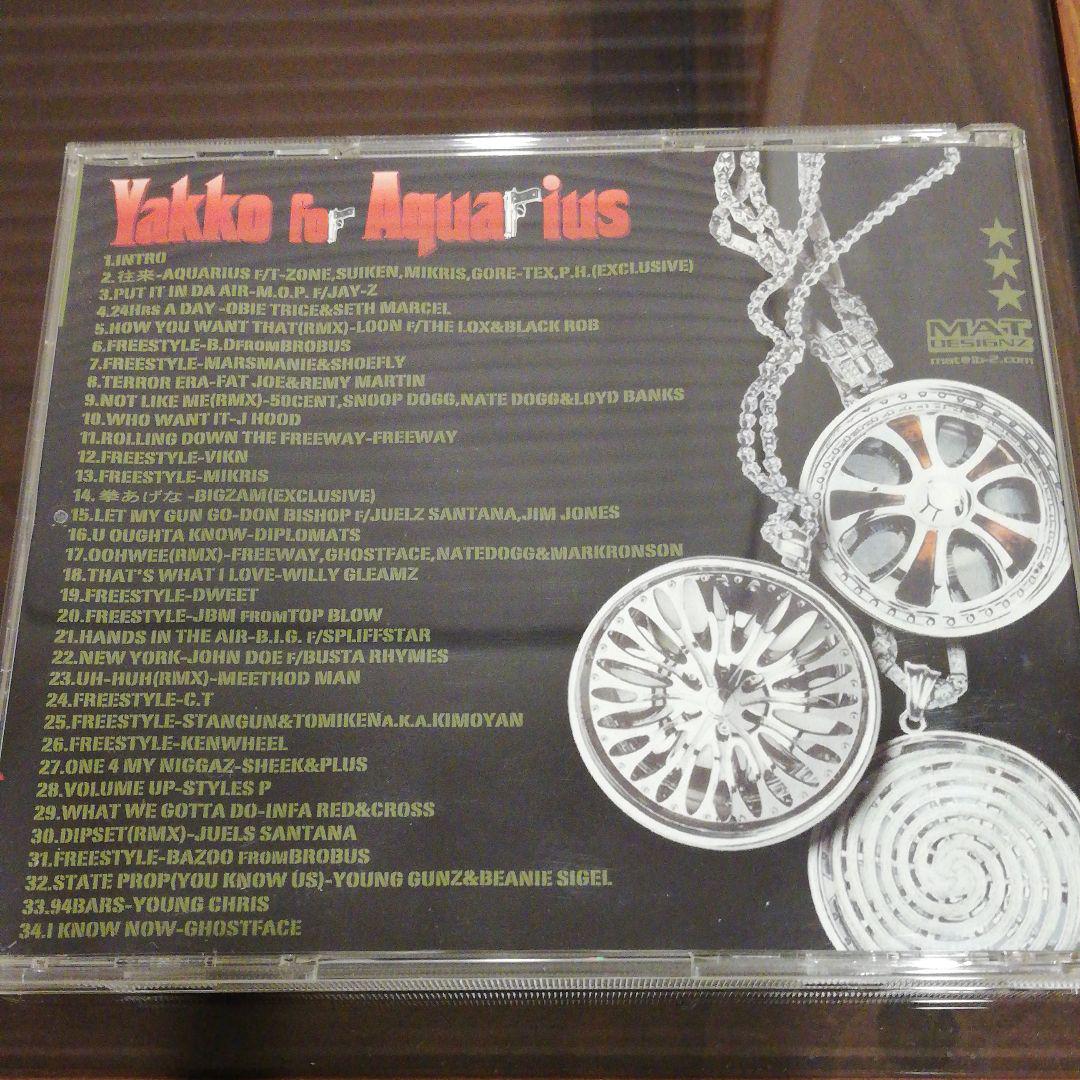 Yakko for Aquarius
1.INTRO
2.往来-AQUARIUS F/T-ZONE,SUIKEN,MIKRIS,GORE-TEX,P.H.(EXCLUSIVE)
3.PUT IT IN DA AIR-M.O.P. F/JAY-Z
4.24HRS A DAY -OBIE TRICE&SETH MARCEL
5.HOW YOU WANT THAT(RMX)-LOON F/THE LOX&BLACK ROB
6.FREESTYLE-B.DFROMBROBUS
7.FREESTYLE-MARSMANIE&SHOEFLY
8.TERROR ERA-FAT JOE&REMY MARTIN
9.NOT LIKE ME(RMX)-50CENT,SNOOP DOGG,NATE DOGG&LOYD BANKS
10.WHO WANT IT-J HOOD
11.ROLLING DOWN THE FREEWAY-FREEWAY
12.FREESTYLE-VIKN
13.FREESTYLE-MIKRIS
14.拳あげな-BIGZAM(EXCLUSIVE)
15.LET MY GUN GO-DON BISHOP F/JUELZ SANTANA,JIM JONES
16.U OUGHTA KNOW-DIPLOMATS
17.OOHWEE(RMX)-FREEWAY,GHOSTFACE,NATEDOGG&MARKRONSON
18.THAT'S WHAT I LOVE-WILLY GLEAMZ
19.FREESTYLE-DWEET
20.FREESTYLE-JBM FROMTOP BLOW
21.HANDS IN THE AIR-B.I.G. F/SPLIFFSTAR
22.NEW YORK-JOHN DOE F/BUSTA RHYMES
23.UH-HUH(RMX)-MEETHOD MAN
24.FREESTYLE-C.T
25.FREESTYLE-STANGUN&TOMIKENA.K.A.KIMOYAN
26.FREESTYLE-KENWHEEL
27.ONE 4 MY NIGGAZ-SHEEK&PLUS
28.VOLUME UP-STYLES P
29.WHAT WE GOTTA DO-INFA RED&CROSS
30.DIPSET(RMX)-JUELS SANTANA
31.FREESTYLE-BAZOO FROMBROBUS
32.STATE PROP(YOU KNOW US)-YOUNG GUNZ&BEANIE SIGEL
33.94BARS-YOUNG CHRIS
34.I KNOW NOW-GHOSTFACE
MAT
DESIGNZ
mat@ib-2.com